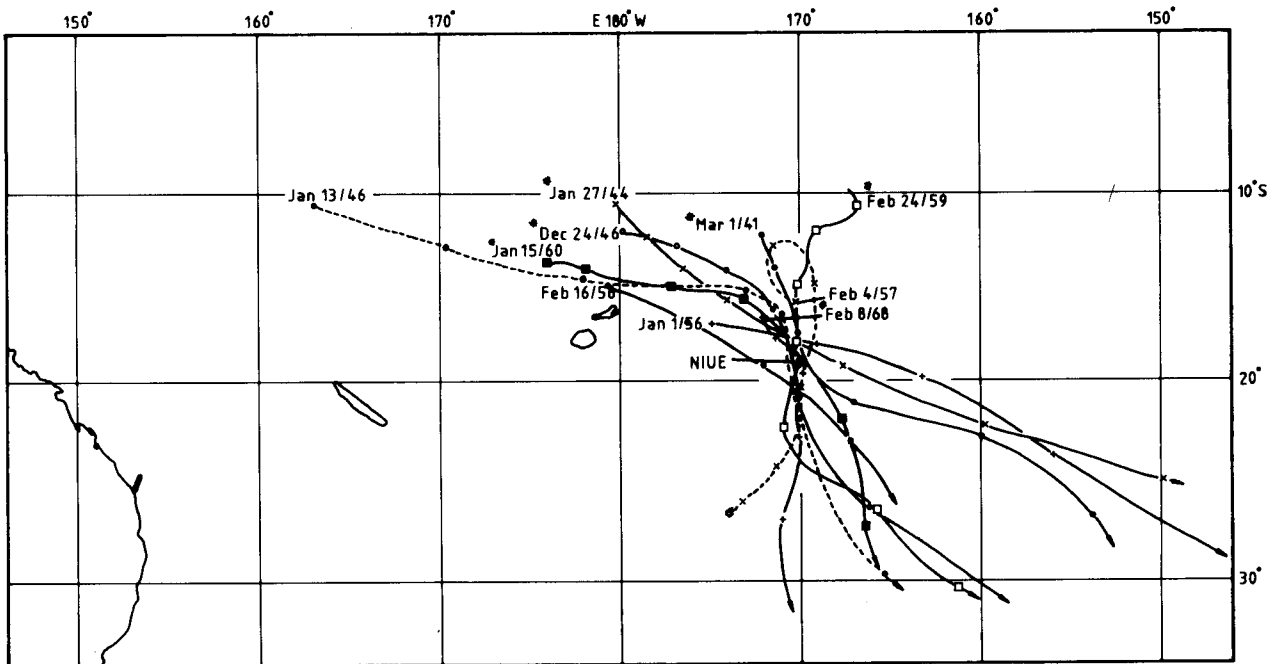 150° 160° 170° E 180° W 170° 160° 150°
10°S
Jan 13/46
* Jan 27/44
* Feb 24/59
* Mar 1/41
* Dec 24/46
* Jan 15/60
Feb 16/58
Feb 4/57
* Feb 8/68
Jan 1/56
NIUE
20°
30°